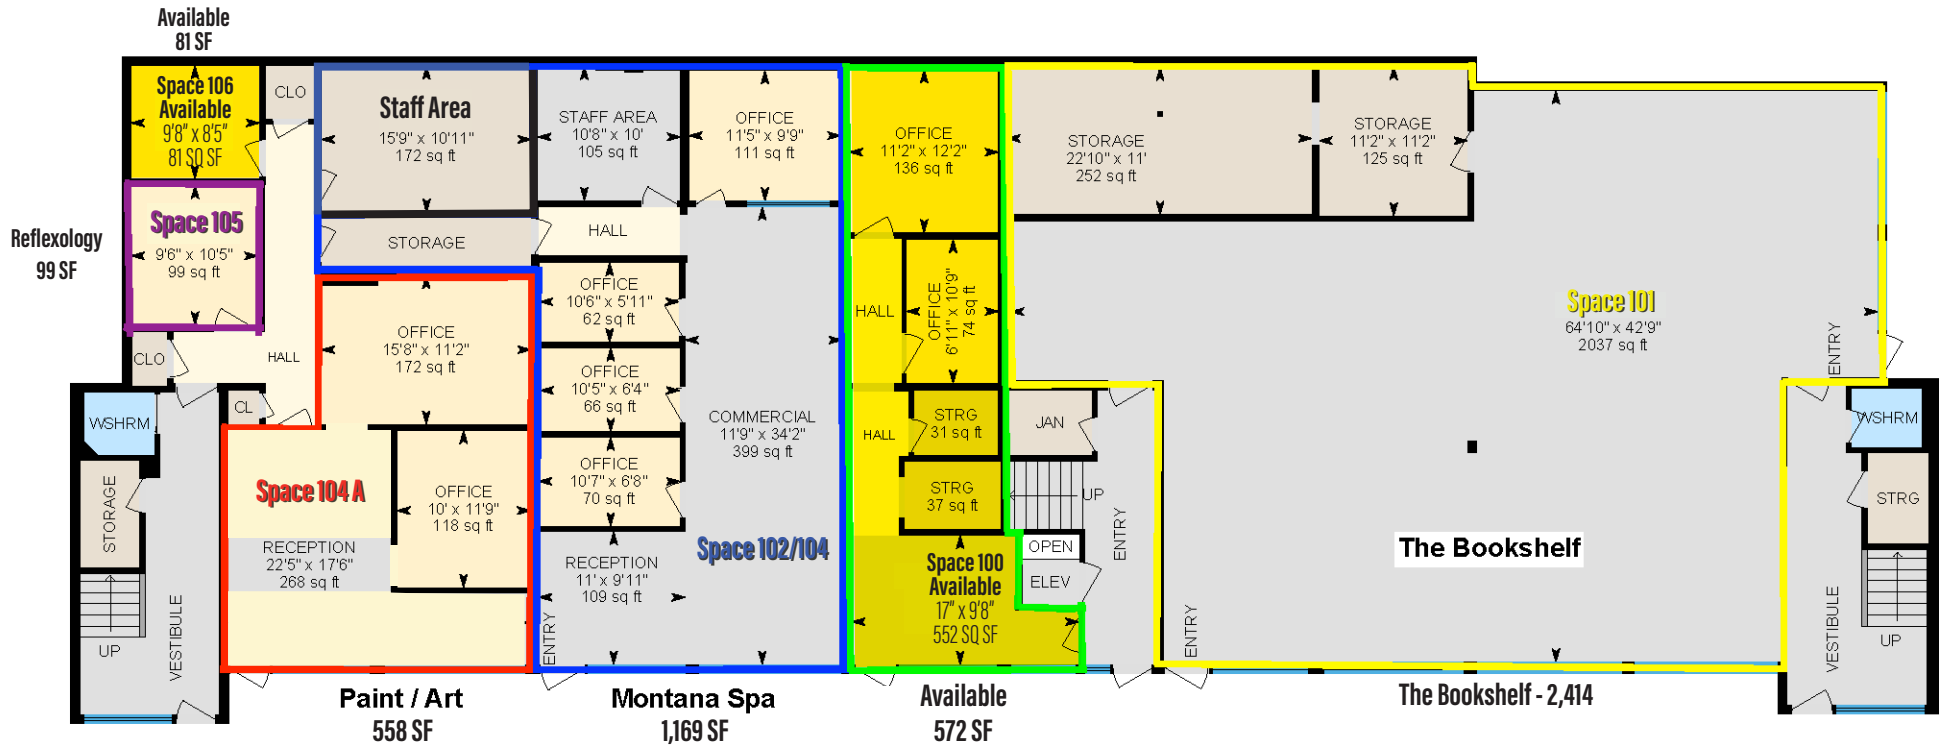 Available
81 SF
Space 106
Available
9'8" x 8'5"
81 SQ SF
CLO
Staff Area
15'9" x 10'11"
172 sq ft
STAFF AREA
10'8" x 10'
105 sq ft
OFFICE
11'5" x 9'9"
111 sq ft
OFFICE
11'2" x 12'2"
136 sq ft
STORAGE
22'10" x 11'
252 sq ft
STORAGE
11'2" x 11'2"
125 sq ft
Reflexology
99 SF
Space 105
9'6" x 10'5"
99 sq ft
STORAGE
HALL
OFFICE
10'6" x 5'11"
62 sq ft
HALL
OFFICE
6'11" x 10'9"
74 sq ft
Space 101
64'10" x 42'9"
2037 sq ft
ENTRY
CLO
HALL
OFFICE
15'8" x 11'2"
172 sq ft
OFFICE
10'5" x 6'4"
66 sq ft
COMMERCIAL
11'9" x 34'2"
399 sq ft
WSHRM
CL
HALL
STRG
31 sq ft
JAN
WSHRM
STORAGE
Space 104 A
OFFICE
10' x 11'9"
118 sq ft
OFFICE
10'7" x 6'8"
70 sq ft
STRG
37 sq ft
UP
STRG
RECEPTION
22'5" x 17'6"
268 sq ft
RECEPTION
11' x 9'11"
109 sq ft
Space 102/104
Space 100
Available
17" x 9'8"
552 SQ SF
OPEN
ELEV
ENTRY
The Bookshelf
UP
VESTIBULE
ENTRY
ENTRY
VESTIBULE
UP
Paint / Art
558 SF
Montana Spa
1,169 SF
Available
572 SF
The Bookshelf - 2,414